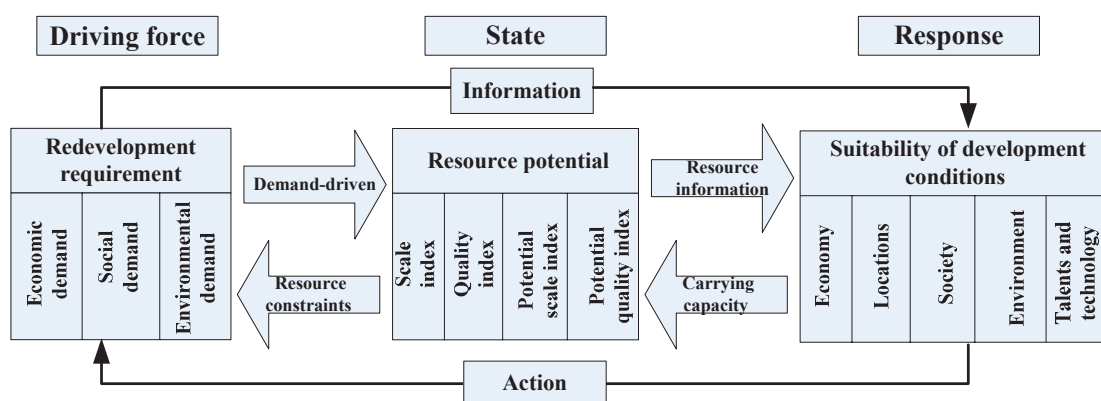 Driving force
State
Response
Information
Redevelopment
requirement
Demand-driven
Resource potential
Resource
information
Suitability of development
conditions
Economic
demand
Social
demand
Environmental
demand
Resource
constraints
Scale
index
Quality
index
Potential
scale index
Potential
quality index
Carrying
capacity
Economy
Locations
Society
Environment
Talents and
technology
Action